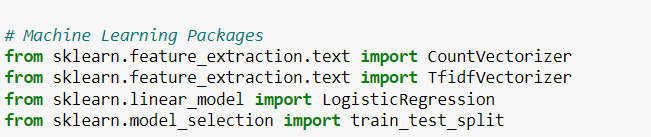 # Machine Learning Packages
from sklearn.feature_extraction.text import CountVectorizer
from sklearn.feature_extraction.text import TfidfVectorizer
from sklearn.linear_model import LogisticRegression
from sklearn.model_selection import train_test_split